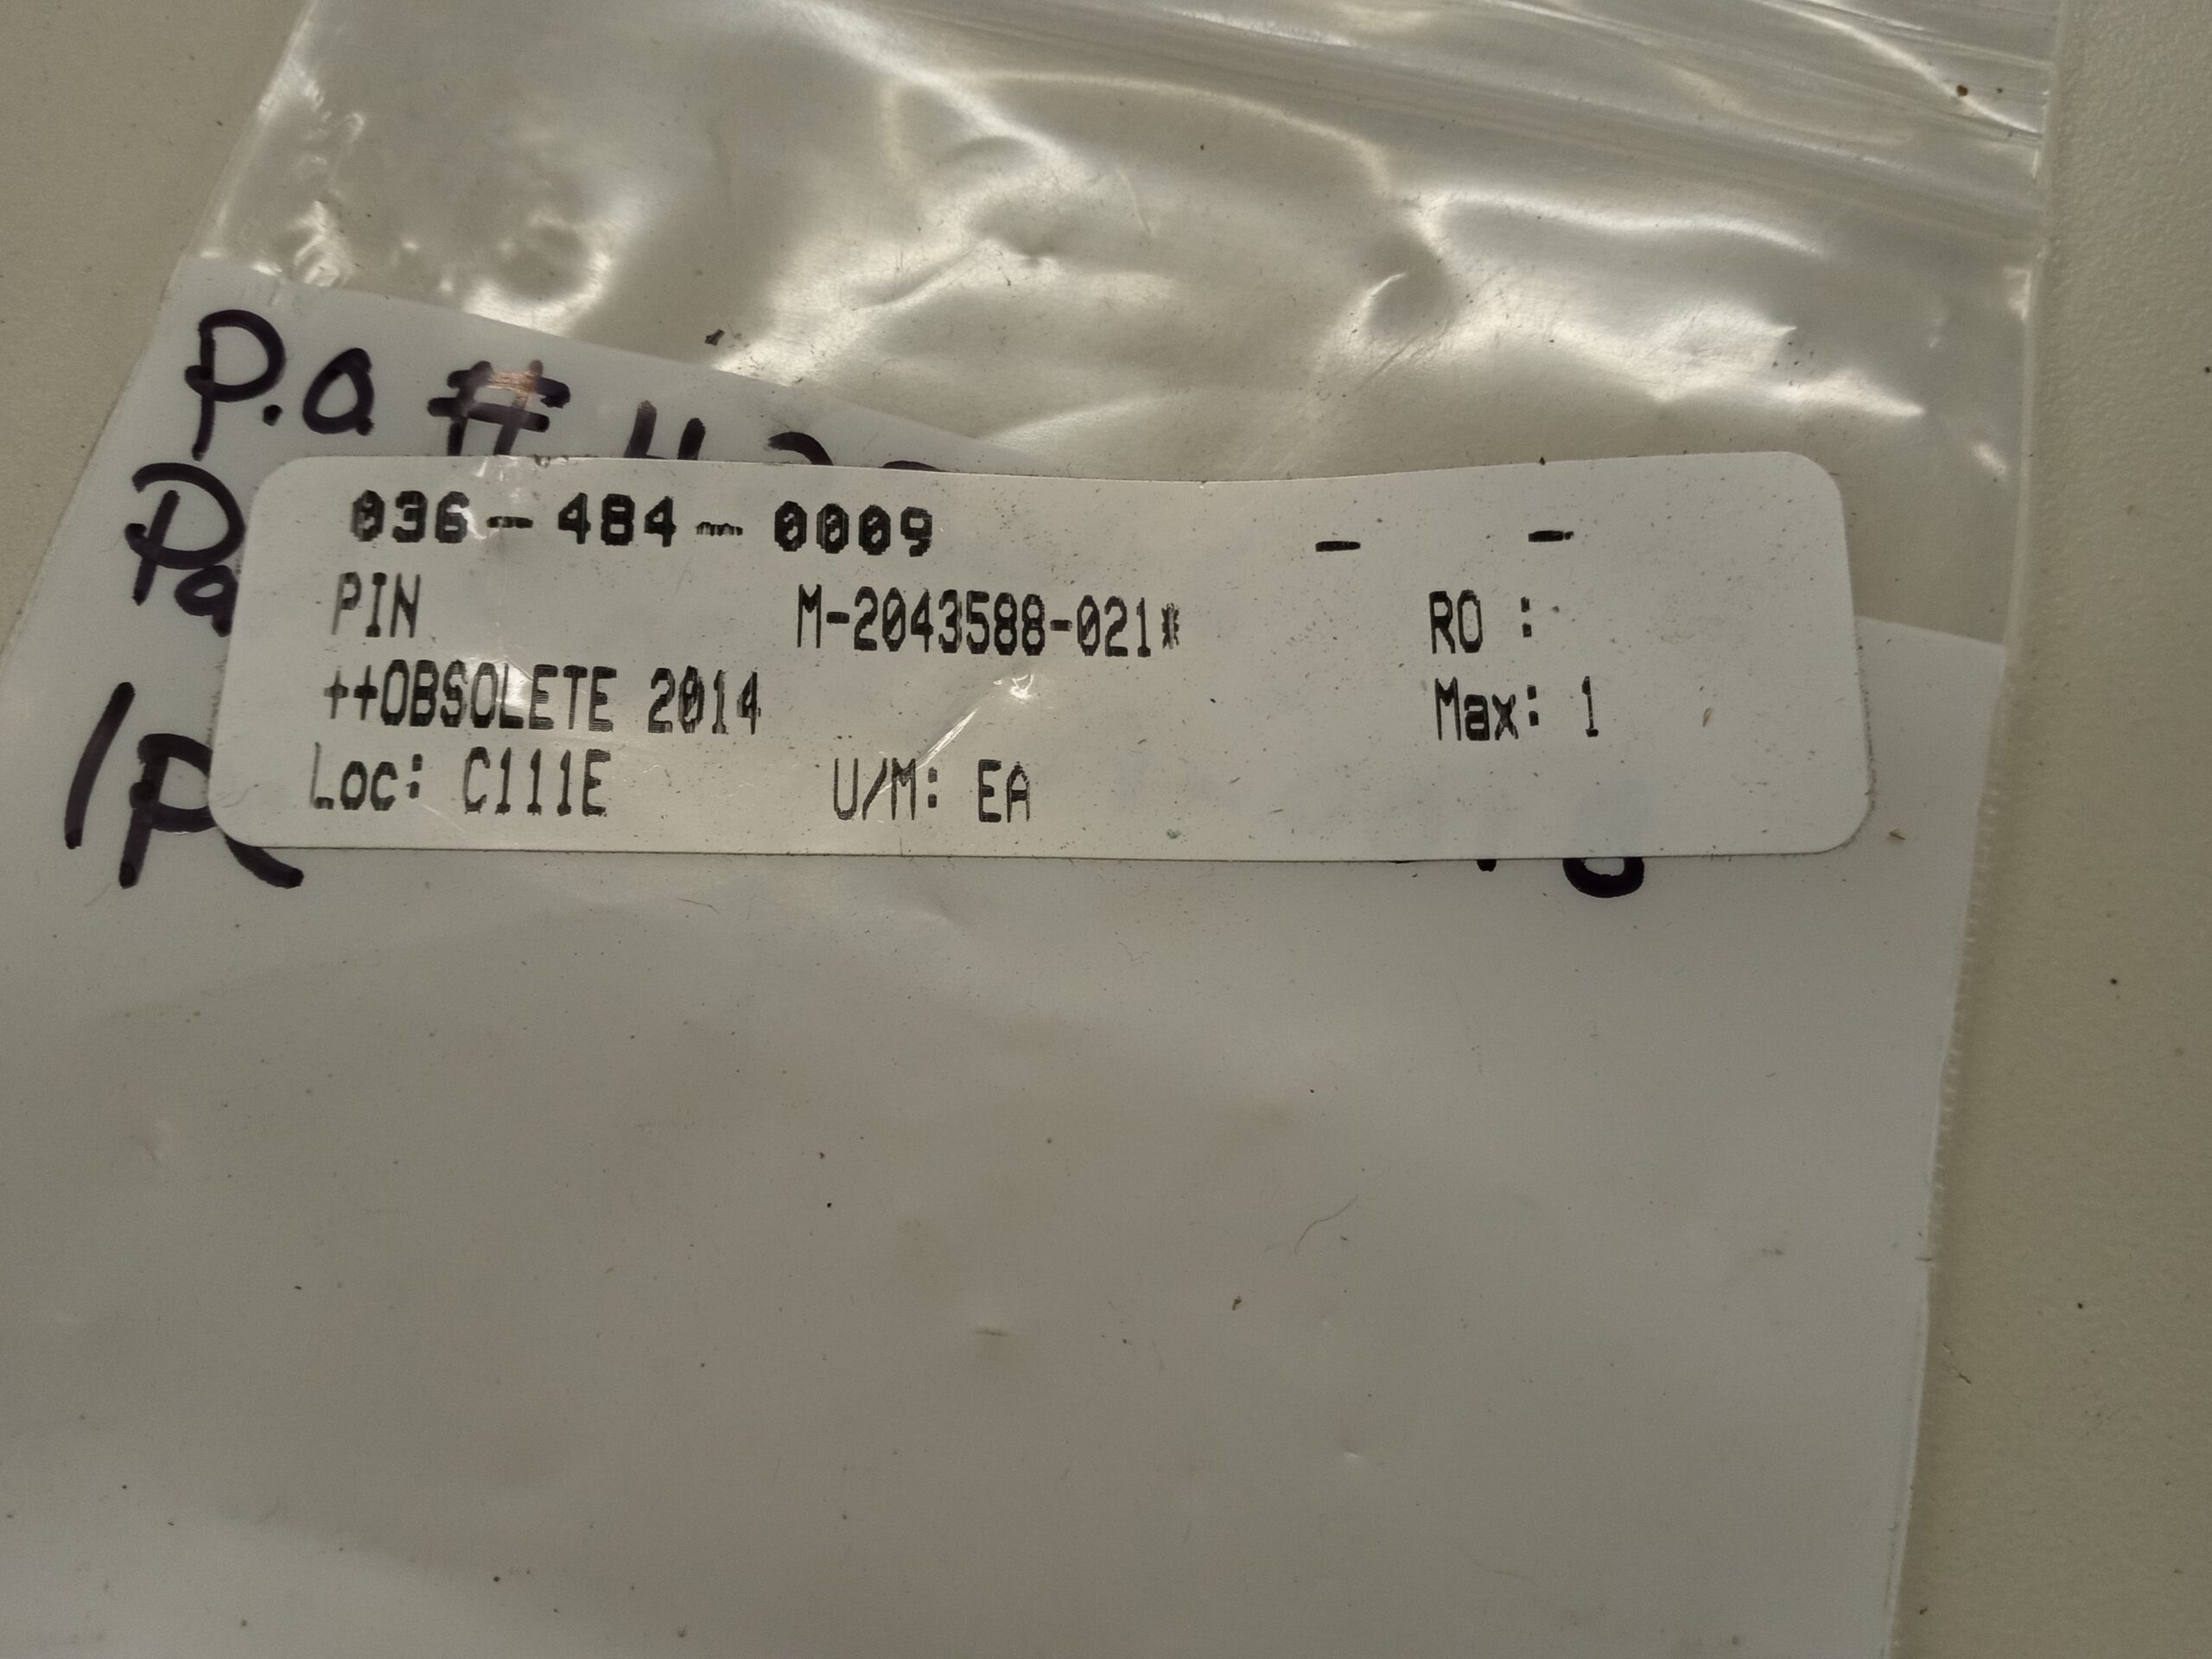 P.O. #
036-484-0009 - -
PIN M-2043588-021* RO :
++OBSOLETE 2014 Max: 1
Loc: C111E U/M: EA